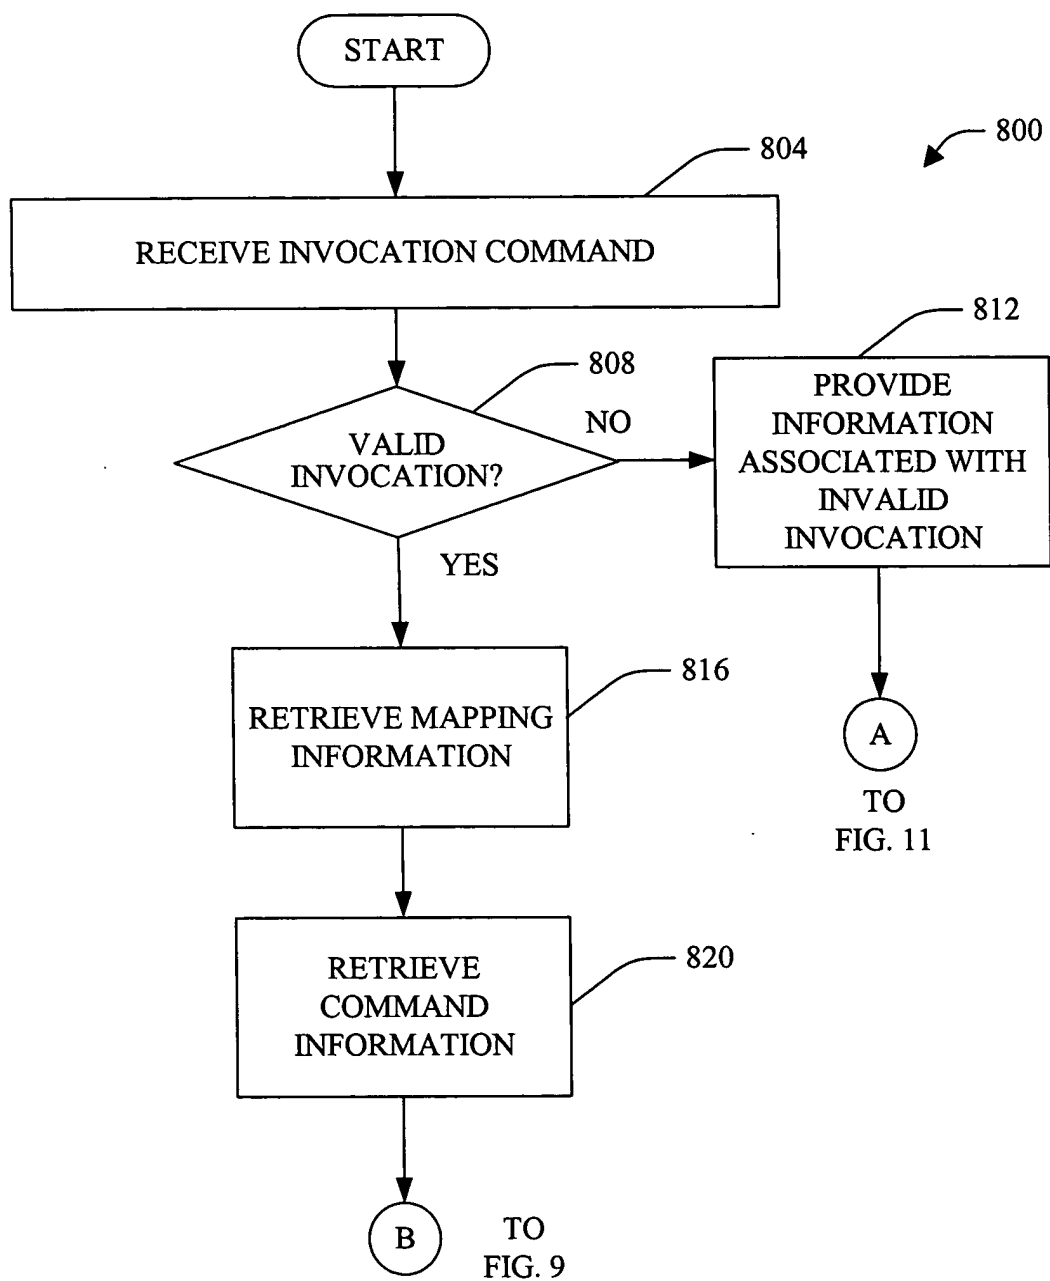 START
800
804
RECEIVE INVOCATION COMMAND
812
808
VALID
INVOCATION?
NO
YES
PROVIDE
INFORMATION
ASSOCIATED WITH
INVALID
INVOCATION
816
RETRIEVE MAPPING
INFORMATION
A
TO
FIG. 11
820
RETRIEVE
COMMAND
INFORMATION
B
TO
FIG. 9